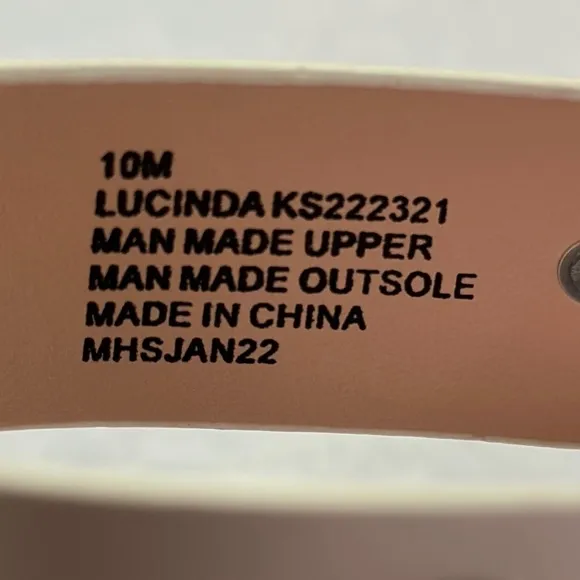 10M
LUCINDA KS222321
MAN MADE UPPER
MAN MADE OUTSOLE
MADE IN CHINA
MHSJAN22